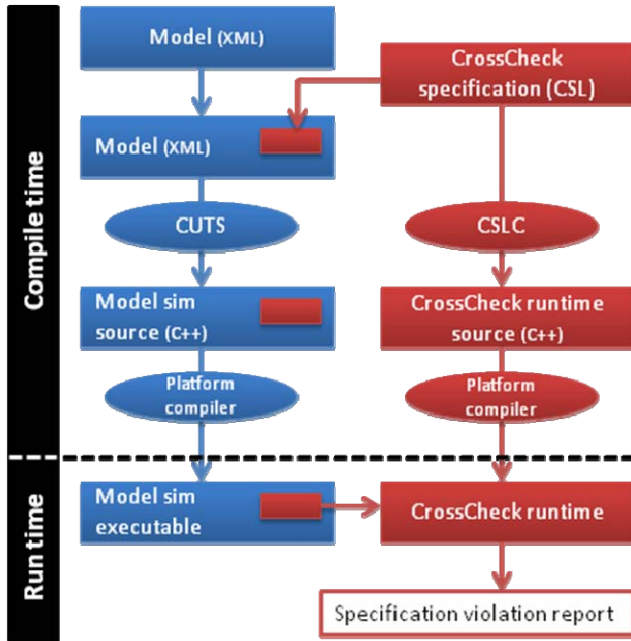 Compile time
Model (XML)
CrossCheck
specification (CSL)
Model (XML)
CUTS
CSLC
Model sim
source (C++)
CrossCheck runtime
source (C++)
Platform
compiler
Platform
compiler
Run time
Model sim
executable
CrossCheck runtime
Specification violation report